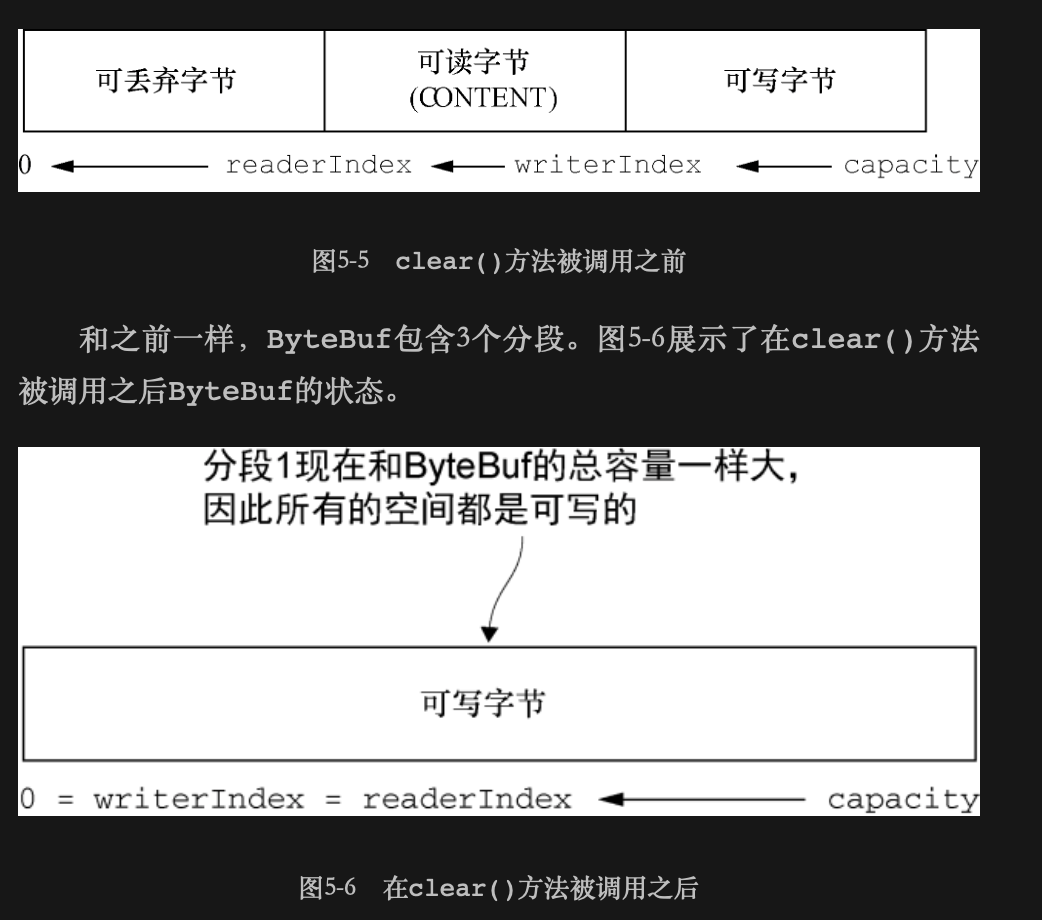 可丢弃字节 可读字节 可写字节
(CONTENT)
0 readerIndex writerIndex capacity
图5-5 clear()方法被调用之前
和之前一样，ByteBuf包含3个分段。图5-6展示了在clear()方法
被调用之后ByteBuf的状态。
分段1现在和ByteBuf的总容量一样大，
因此所有的空间都是可写的
可写字节
0 = writerIndex = readerIndex capacity
图5-6 在clear()方法被调用之后